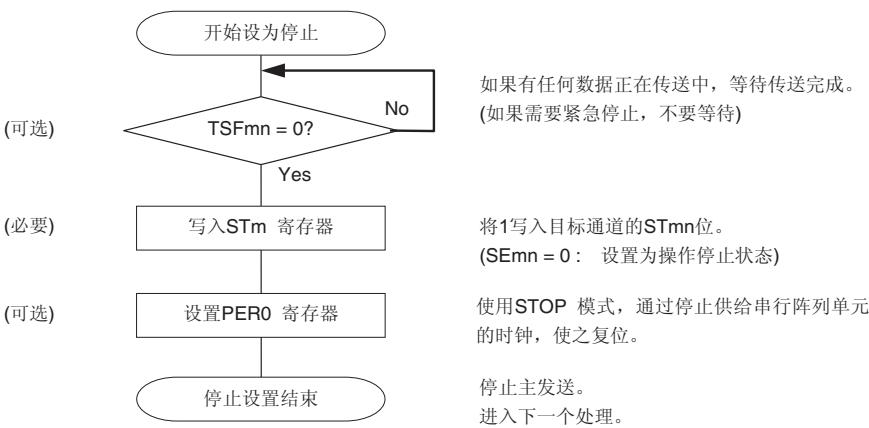 开始设为停止
如果有任何数据正在传送中，等待传送完成。
(如果需要紧急停止，不要等待)
No
(可选)
TSFmn = 0?
Yes
(必要)
写入STm 寄存器
将1写入目标通道的STmn位。
(SEmn = 0 : 设置为操作停止状态)
(可选)
设置PER0 寄存器
使用STOP 模式，通过停止供给串行阵列单元
的时钟，使之复位。
停止设置结束
停止主发送。
进入下一个处理。